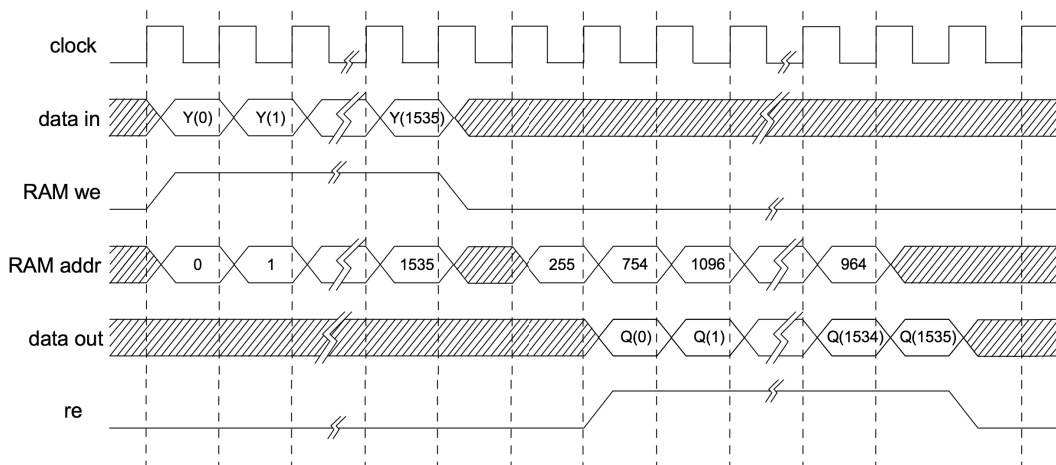 clock
data in Y(0) Y(1) Y(1535)
RAM we
RAM addr 0 1 1535 255 754 1096 964
data out Q(0) Q(1) Q(1534) Q(1535)
re